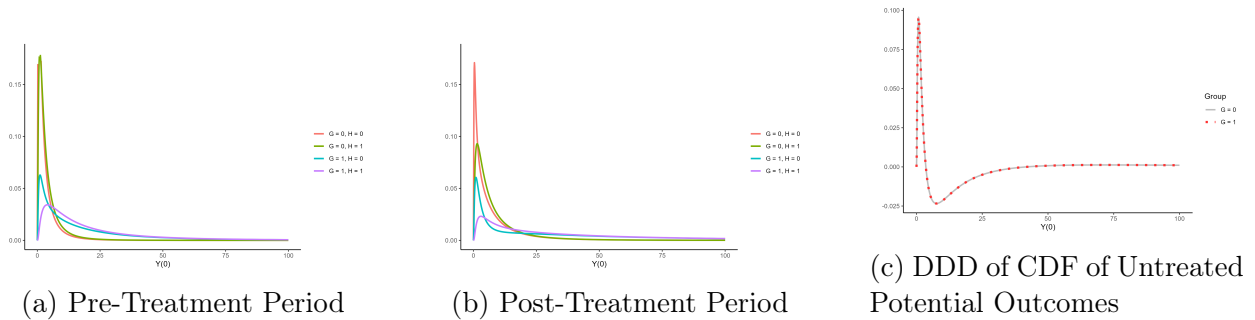 0.15
0.10
0.05
0.00
0
25
50
75
100
Y(0)
G = 0, H = 0
G = 0, H = 1
G = 1, H = 0
G = 1, H = 1
(a) Pre-Treatment Period
0.15
0.10
0.05
0.00
0
25
50
75
100
Y(0)
G = 0, H = 0
G = 0, H = 1
G = 1, H = 0
G = 1, H = 1
(b) Post-Treatment Period
0.100
0.075
0.050
0.025
0.000
-0.025
0
25
50
75
100
Y(0)
Group
G = 0
G = 1
(c) DDD of CDF of Untreated
Potential Outcomes